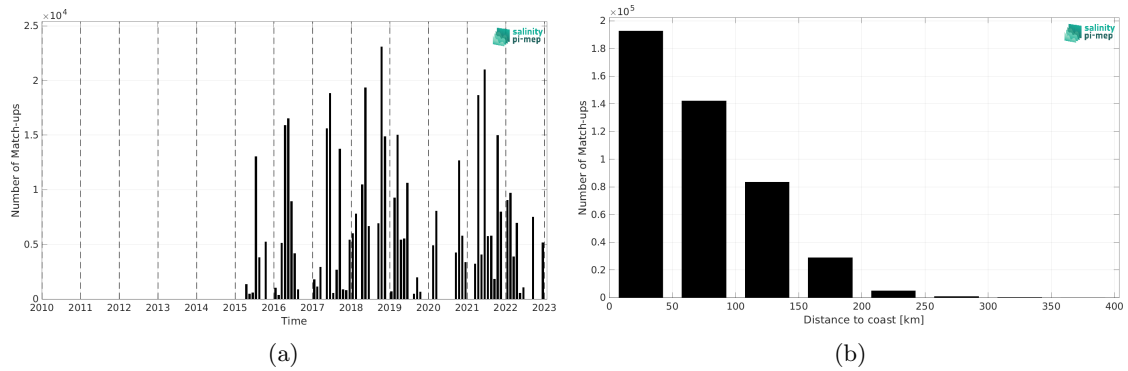 ×10⁴
2.5
2
1.5
1
0.5
0
Number of Match-ups
2010 2011 2012 2013 2014 2015 2016 2017 2018 2019 2020 2021 2022 2023
Time
salinity
pi-mep
(a)
×10⁵
2
1.8
1.6
1.4
1.2
1
0.8
0.6
0.4
0.2
0
Number of Match-ups
0 50 100 150 200 250 300 350 400
Distance to coast [km]
salinity
pi-mep
(b)